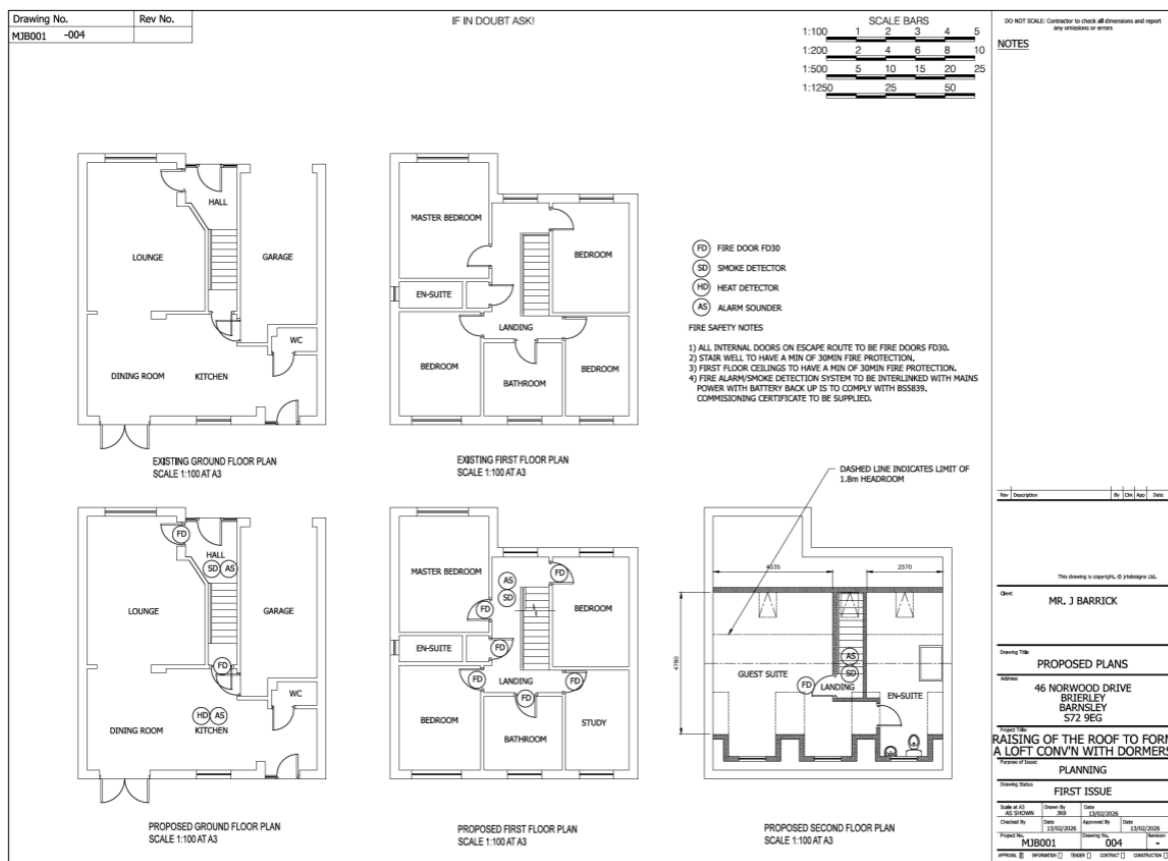 Drawing No. Rev No.
MJB001 -004
IF IN DOUBT ASK!
SCALE BARS
1:100 1 2 3 4 5
1:200 2 4 6 8 10
1:500 5 10 15 20 25
1:1250 25 50
DO NOT SCALE: Contractor to check all dimensions and report
any omissions or errors
NOTES
HALL
LOUNGE
GARAGE
WC
DINING ROOM
KITCHEN
EXISTING GROUND FLOOR PLAN
SCALE 1:100 AT A3
MASTER BEDROOM
BEDROOM
EN-SUITE
LANDING
BEDROOM
BATHROOM
BEDROOM
EXISTING FIRST FLOOR PLAN
SCALE 1:100 AT A3
FD FIRE DOOR FD30
SD SMOKE DETECTOR
HD HEAT DETECTOR
AS ALARM SOUNDER
FIRE SAFETY NOTES
1) ALL INTERNAL DOORS ON ESCAPE ROUTE TO BE FIRE DOORS FD30.
2) STAIR WELL TO HAVE A MIN OF 30MIN FIRE PROTECTION.
3) FIRST FLOOR CEILINGS TO HAVE A MIN OF 30MIN FIRE PROTECTION.
4) FIRE ALARM/SMOKE DETECTION SYSTEM TO BE INTERLINKED WITH MAINS
POWER WITH BATTERY BACK UP IS TO COMPLY WITH BS5839.
COMMISIONING CERTIFICATE TO BE SUPPLIED.
DASHED LINE INDICATES LIMIT OF
1.8m HEADROOM
FD
HALL
SD AS
LOUNGE
GARAGE
FD
WC
HD AS
DINING ROOM
KITCHEN
PROPOSED GROUND FLOOR PLAN
SCALE 1:100 AT A3
MASTER BEDROOM
AS
SD
FD
BEDROOM
FD
EN-SUITE
FD
LANDING
FD
FD
FD
BEDROOM
BATHROOM
STUDY
PROPOSED FIRST FLOOR PLAN
SCALE 1:100 AT A3
4035
2570
4780
GUEST SUITE
AS
SD
FD
LANDING
EN-SUITE
PROPOSED SECOND FLOOR PLAN
SCALE 1:100 AT A3
Rev Description By Chk App Date
This drawing is copyright, © jrbdesigns Ltd.
Client
MR. J BARRICK
Drawing Title
PROPOSED PLANS
Address
46 NORWOOD DRIVE
BRIERLEY
BARNSLEY
S72 9EG
Project Title
RAISING OF THE ROOF TO FORM
A LOFT CONV'N WITH DORMERS
Purpose of Issue:
PLANNING
Drawing Status
FIRST ISSUE
Scale at A3 Drawn By Date
AS SHOWN JRB 13/02/2026
Checked By Date Approved By Date
13/02/2026 13/02/2026
Project No. Drawing No. Revision
MJB001 004 -
APPROVAL INFORMATION TENDER CONTRACT CONSTRUCTION